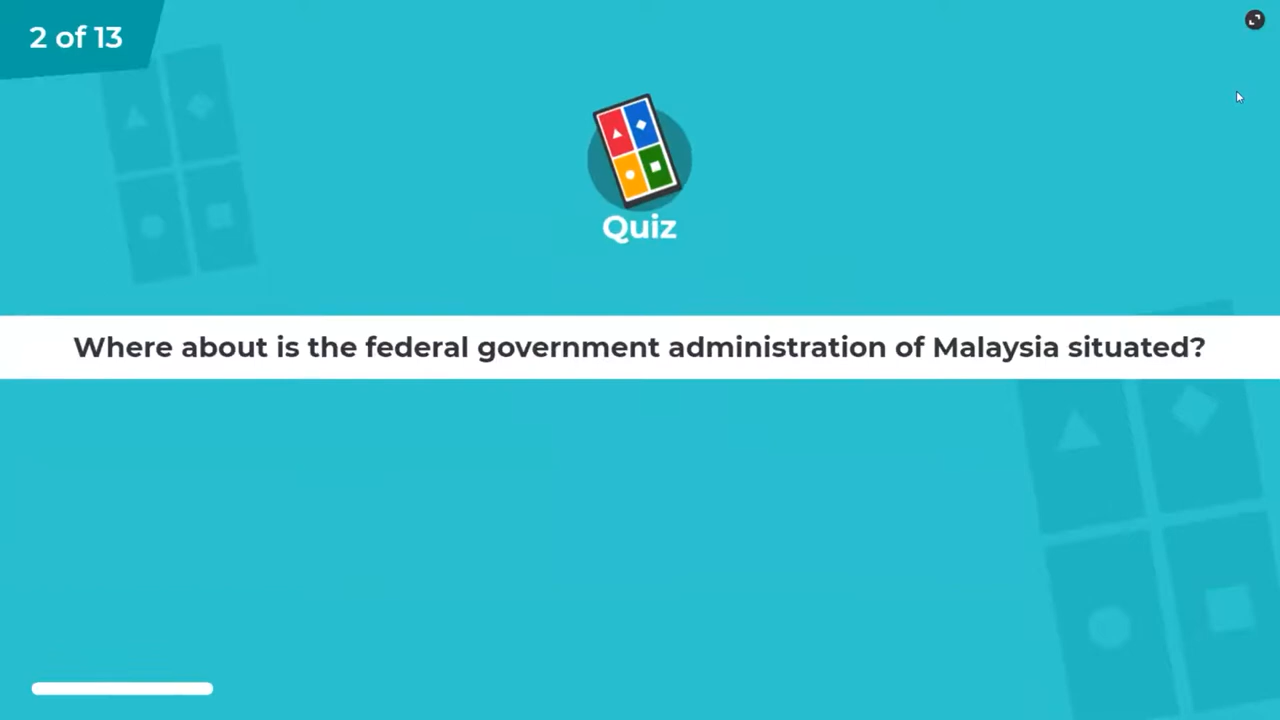 2 of 13
Quiz
Where about is the federal government administration of Malaysia situated?